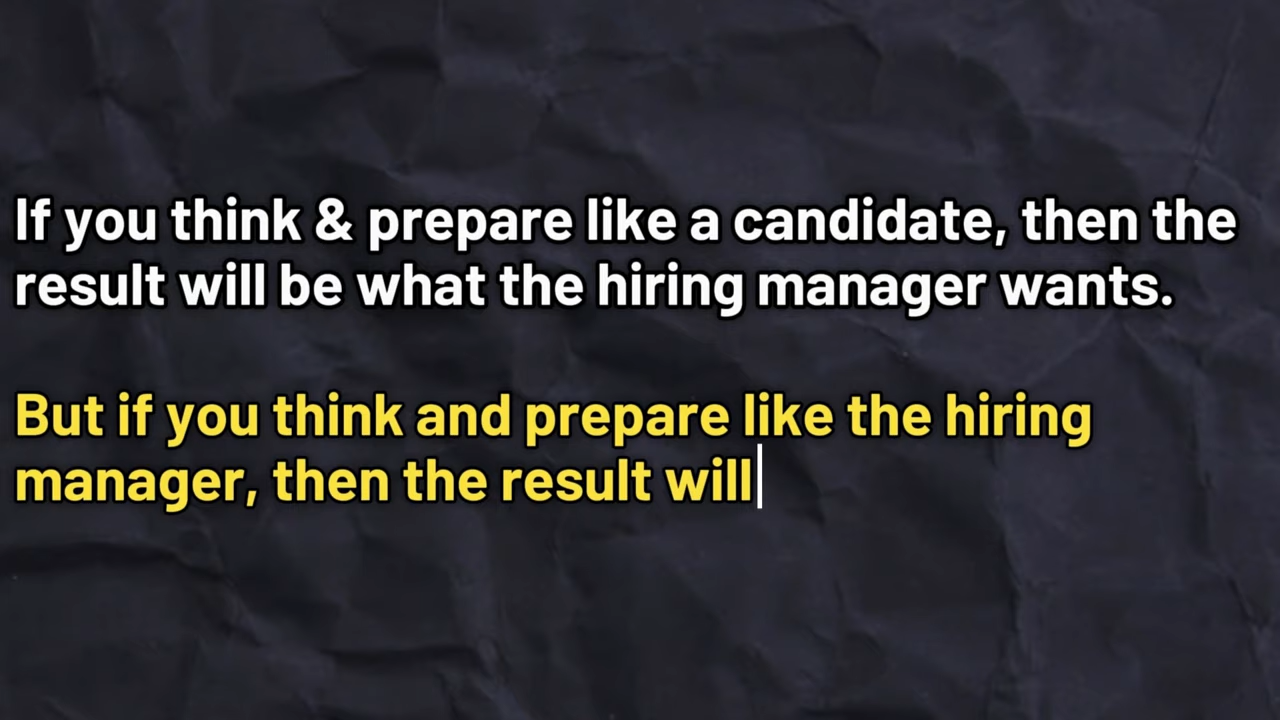 If you think & prepare like a candidate, then the
result will be what the hiring manager wants.
But if you think and prepare like the hiring
manager, then the result will